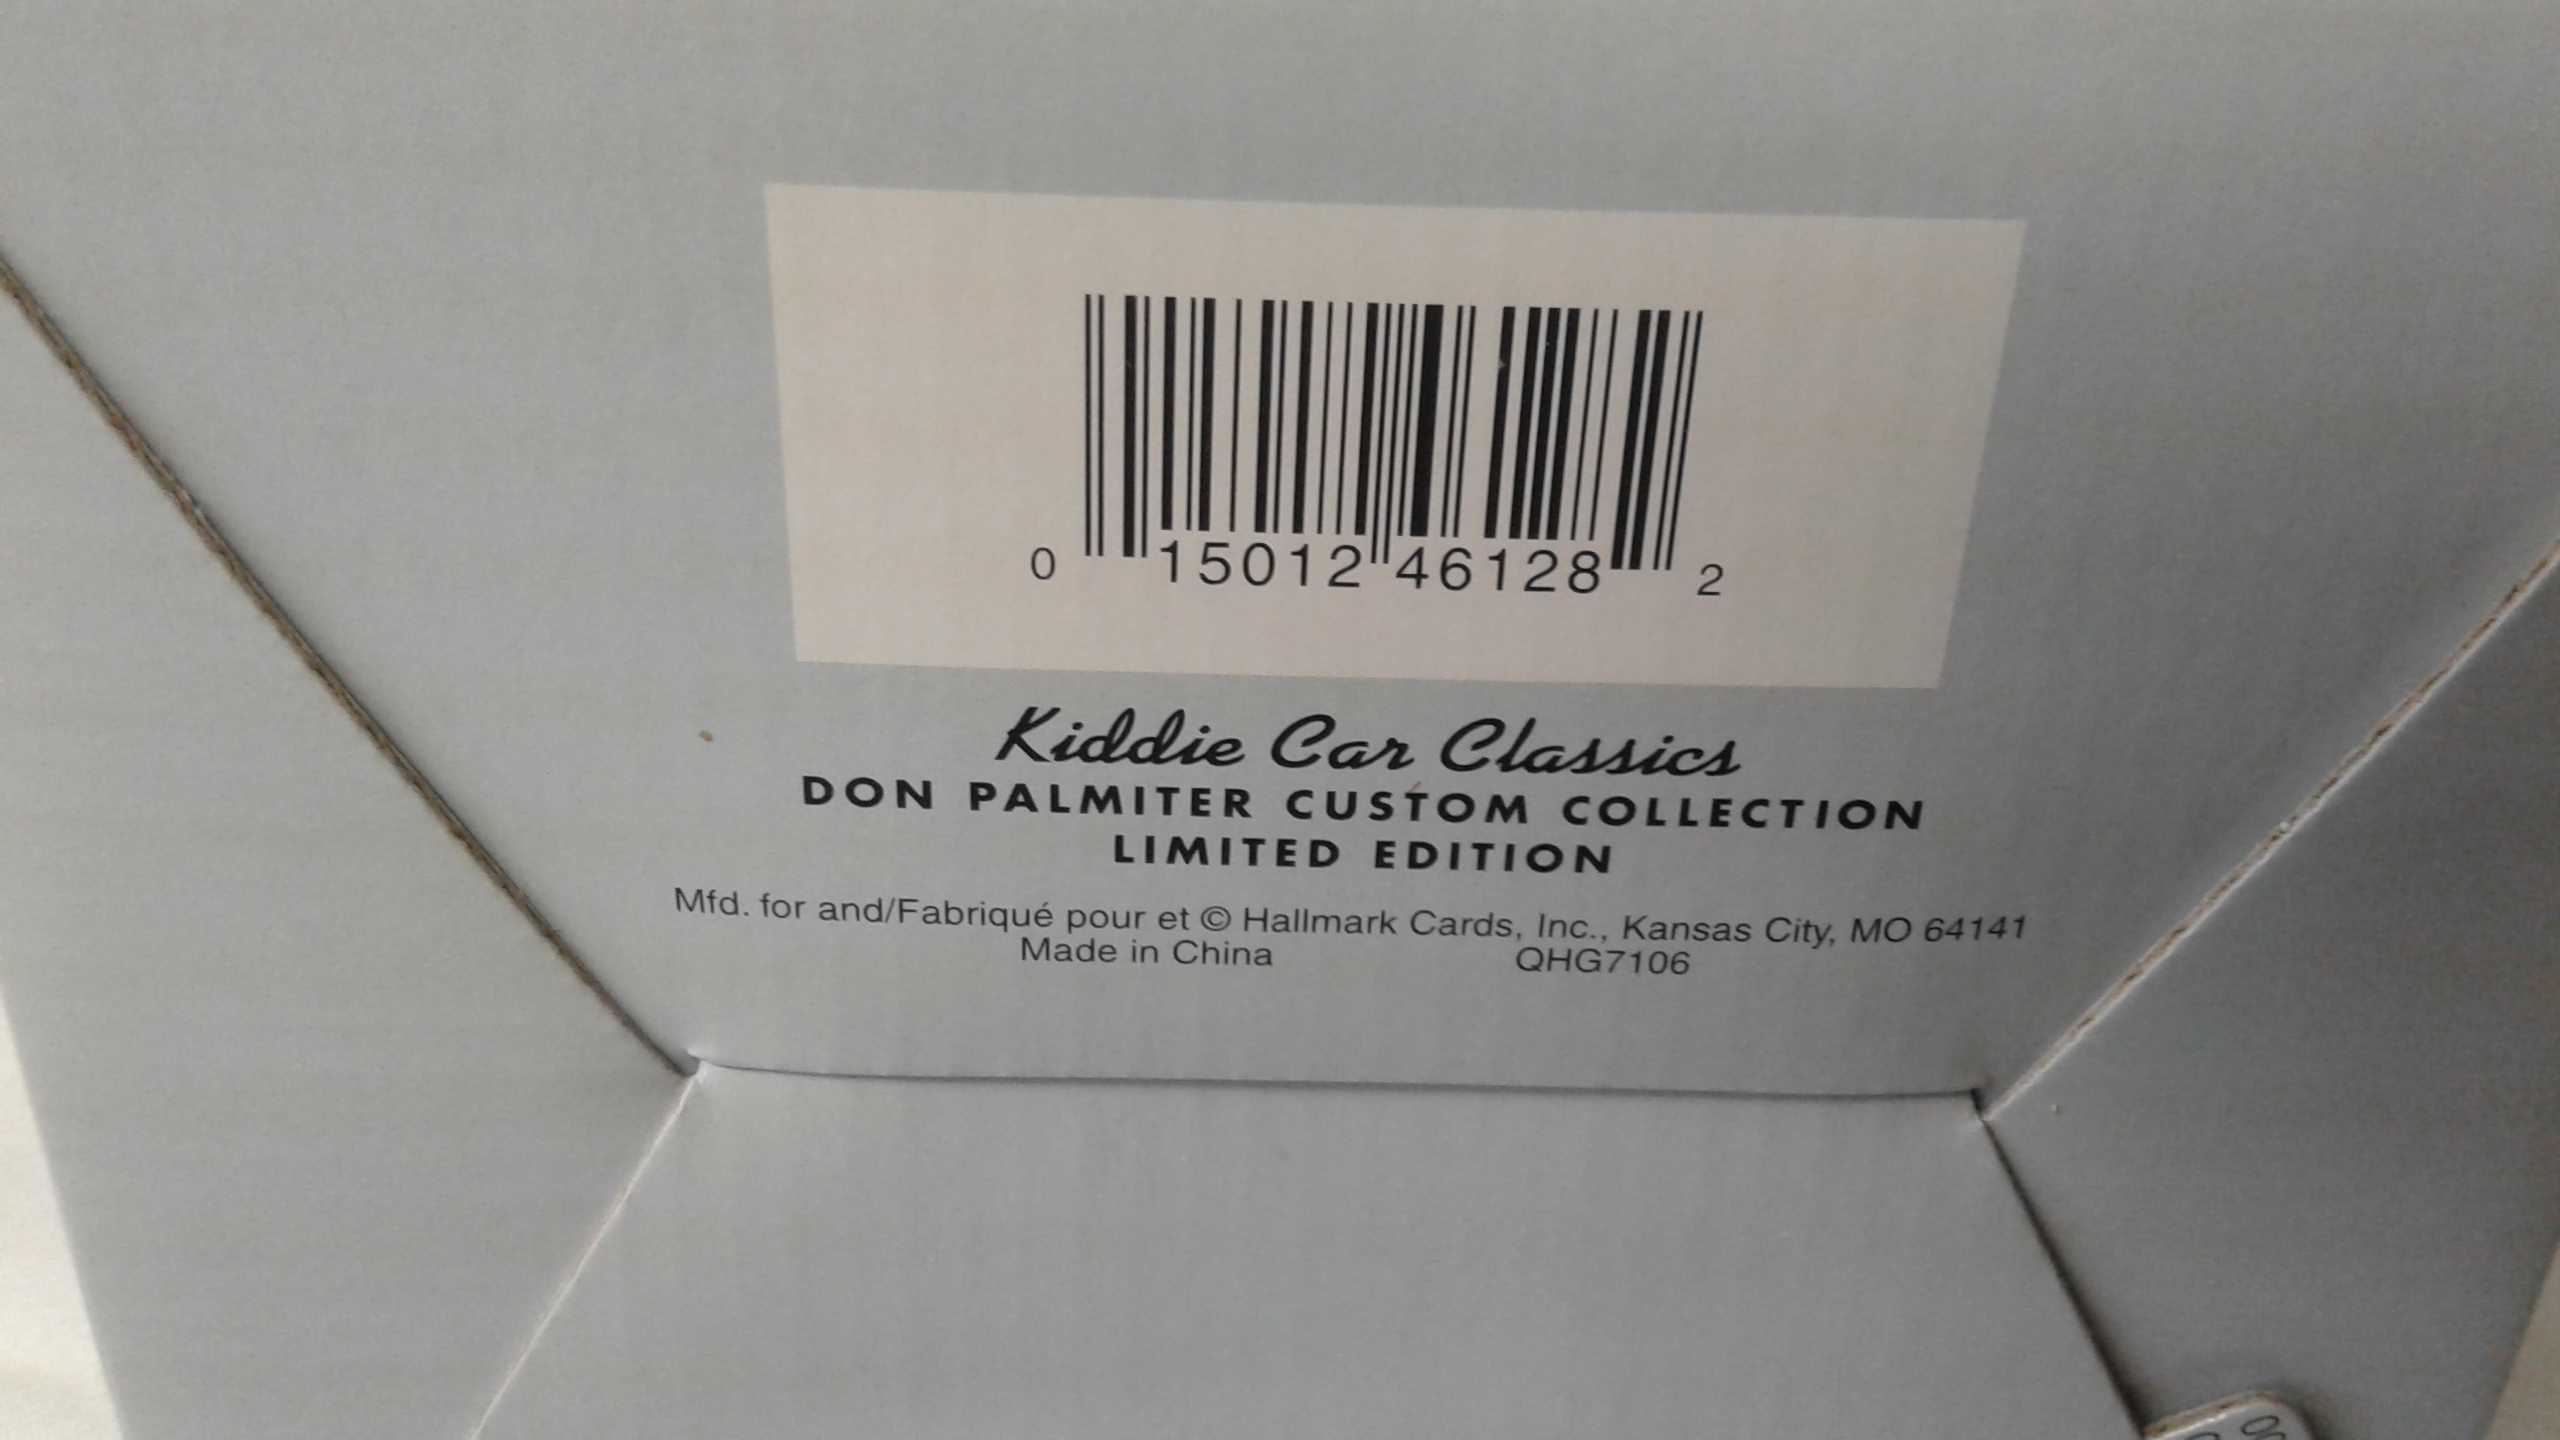 0 15012 46128 2
Kiddie Car Classics
DON PALMITER CUSTOM COLLECTION
LIMITED EDITION
Mfd. for and/Fabriqué pour et © Hallmark Cards, Inc., Kansas City, MO 64141
Made in China QHG7106